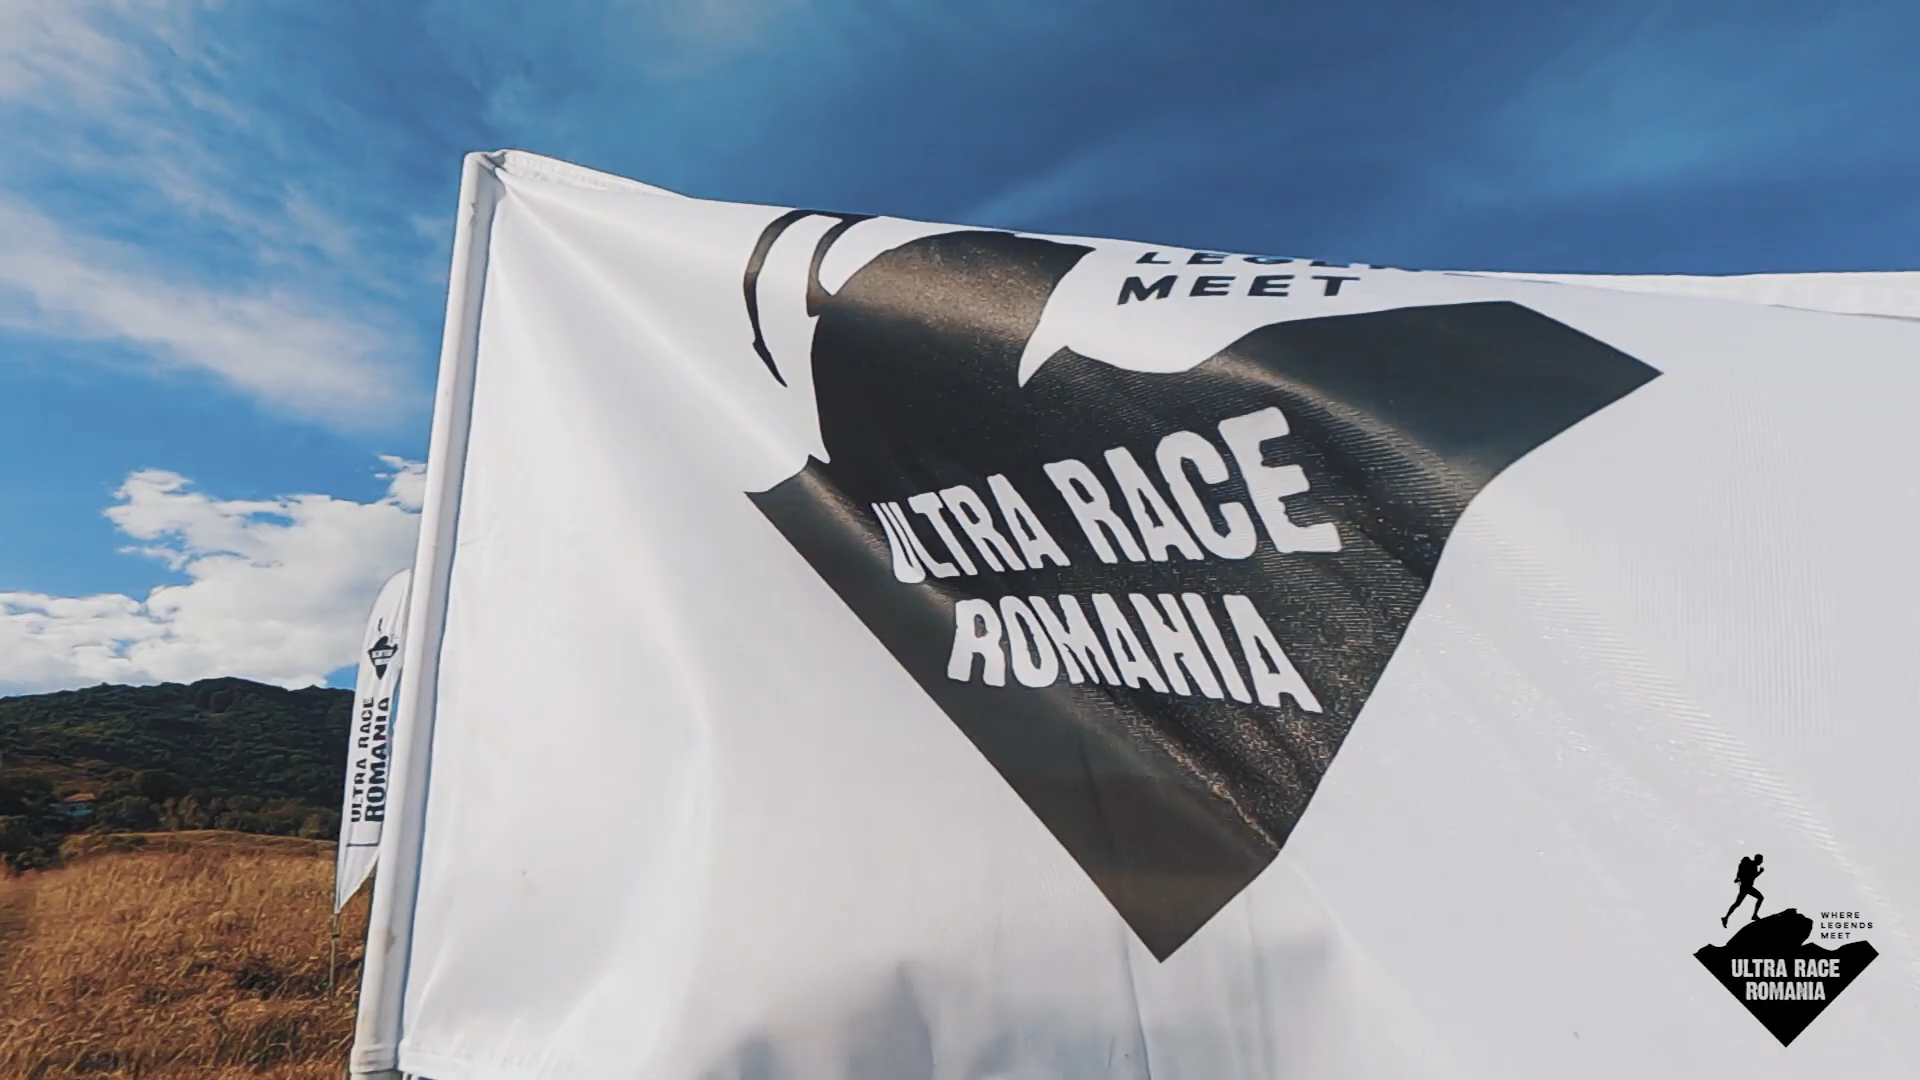 MEET
ULTRA RACE
ROMANIA
ULTRA RACE
ROMANIA
WHERE
LEGENDS
MEET
ULTRA RACE
ROMANIA